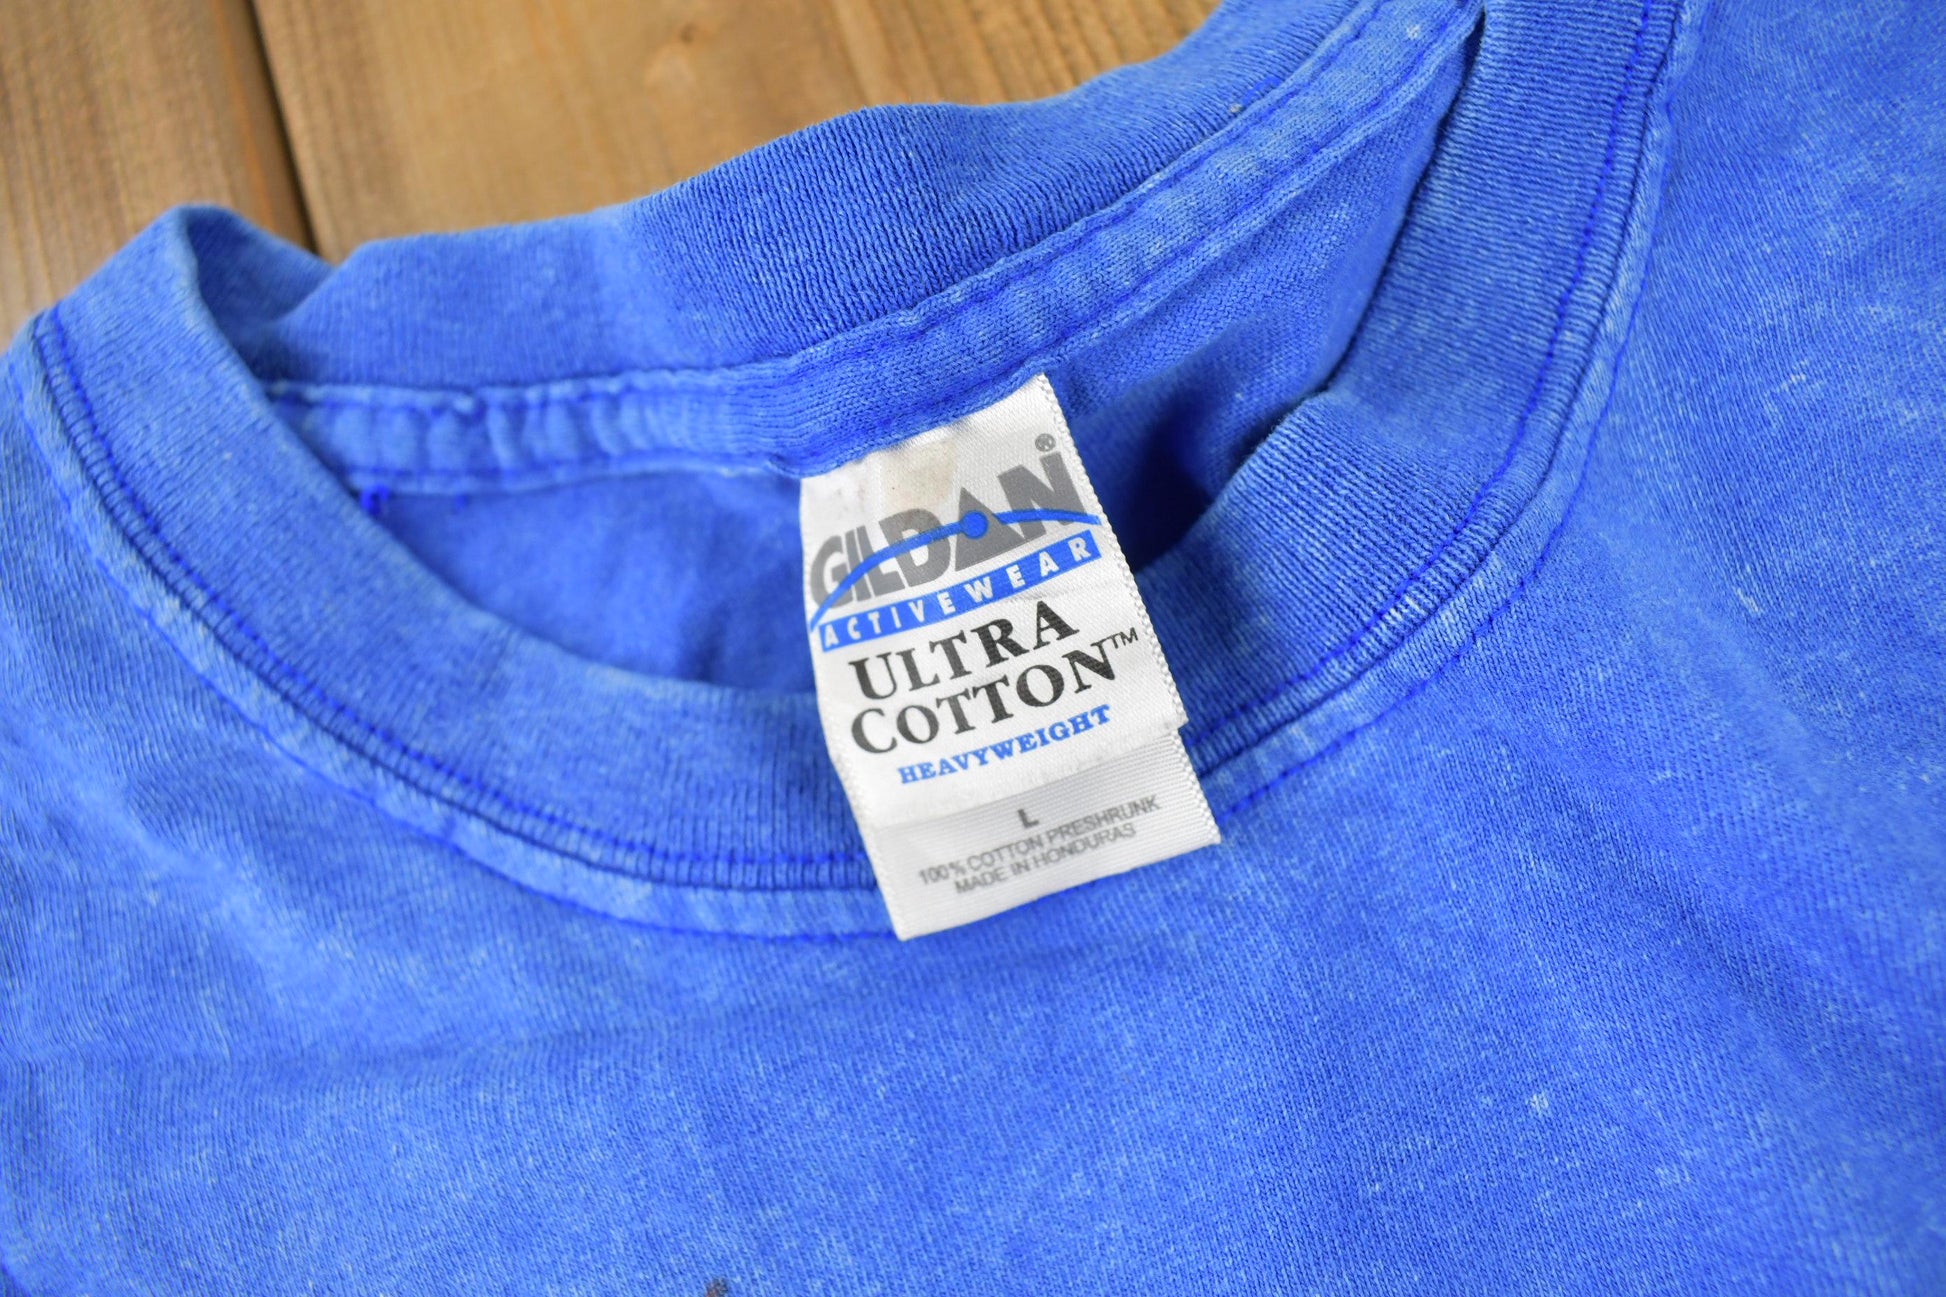 GILDAN®
ACTIVEWEAR
ULTRA
COTTON™
HEAVYWEIGHT
L
100% COTTON PRESHRUNK
MADE IN HONDURAS